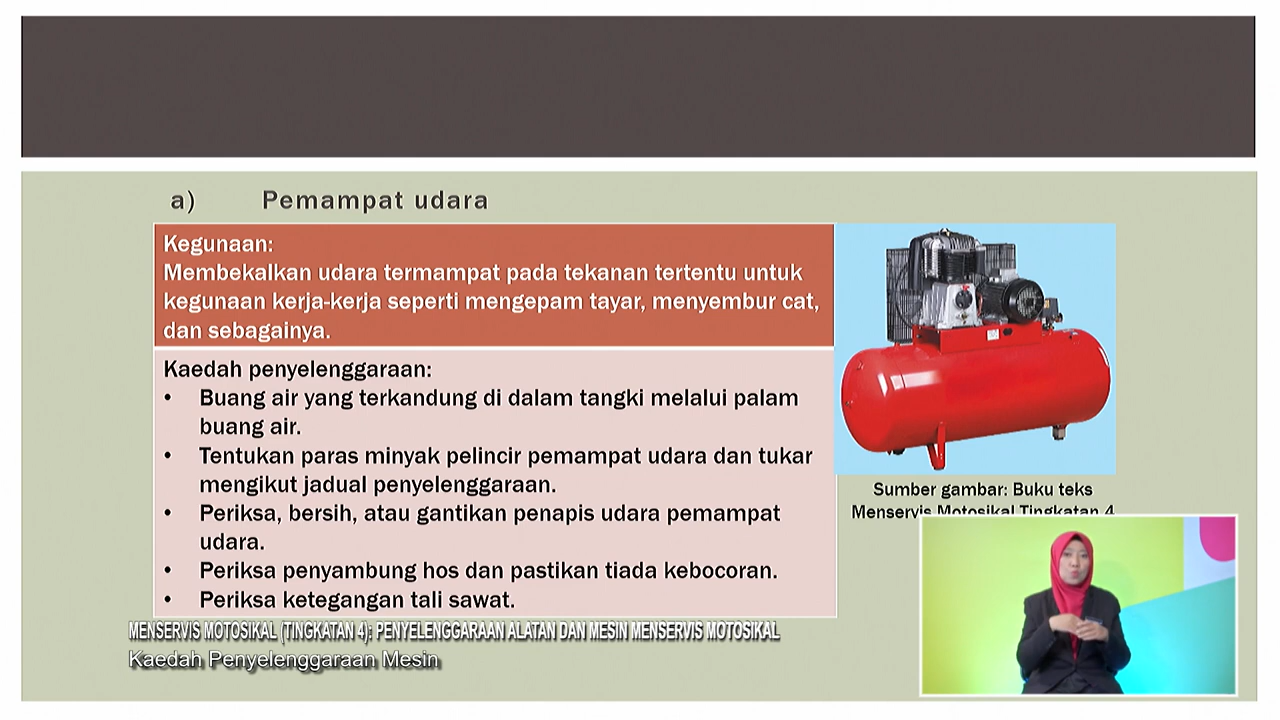 a) Pemampat udara
Kegunaan:
Membekalkan udara termampat pada tekanan tertentu untuk
kegunaan kerja-kerja seperti mengepam tayar, menyembur cat,
dan sebagainya.
Kaedah penyelenggaraan:
• Buang air yang terkandung di dalam tangki melalui palam
buang air.
• Tentukan paras minyak pelincir pemampat udara dan tukar
mengikut jadual penyelenggaraan.
• Periksa, bersih, atau gantikan penapis udara pemampat
udara.
• Periksa penyambung hos dan pastikan tiada kebocoran.
• Periksa ketegangan tali sawat.
Sumber gambar: Buku teks
Menservis Motosikal Tingkatan 4
MENSERVIS MOTOSIKAL (TINGKATAN 4): PENYELENGGARAAN ALATAN DAN MESIN MENSERVIS MOTOSIKAL
Kaedah Penyelenggaraan Mesin